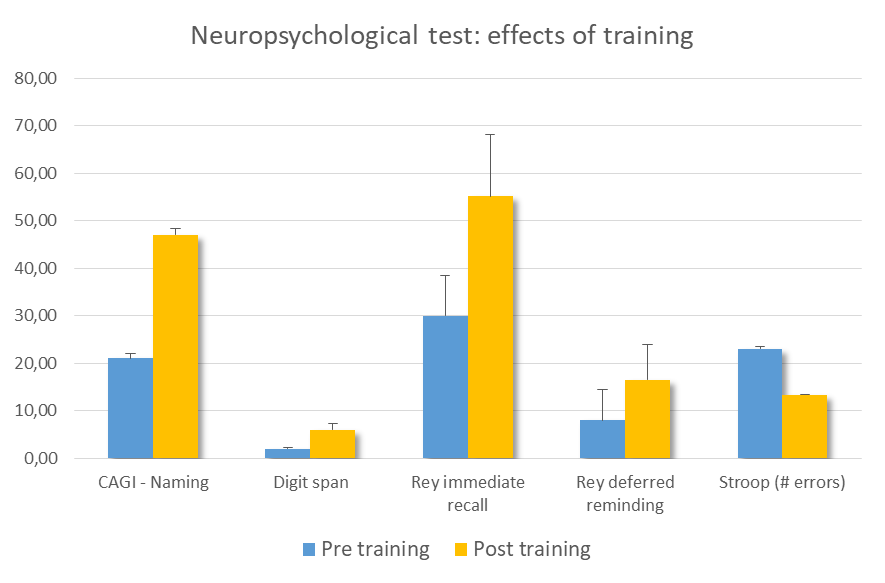 Neuropsychological test: effects of training
80,00
70,00
60,00
50,00
40,00
30,00
20,00
10,00
0,00
CAGI - Naming
Digit span
Rey immediate
recall
Rey deferred
reminding
Stroop (# errors)
Pre training
Post training